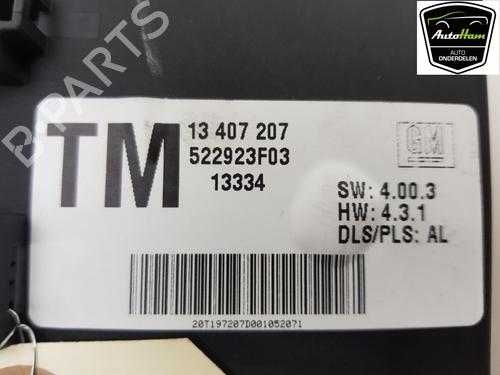 AutoHam
AUTO
ONDERDELEN
TM
13 407 207
522923F03
13334
GM
SW: 4.00.3
HW: 4.3.1
DLS/PLS: AL
20T197207D001052071
B-PARTS